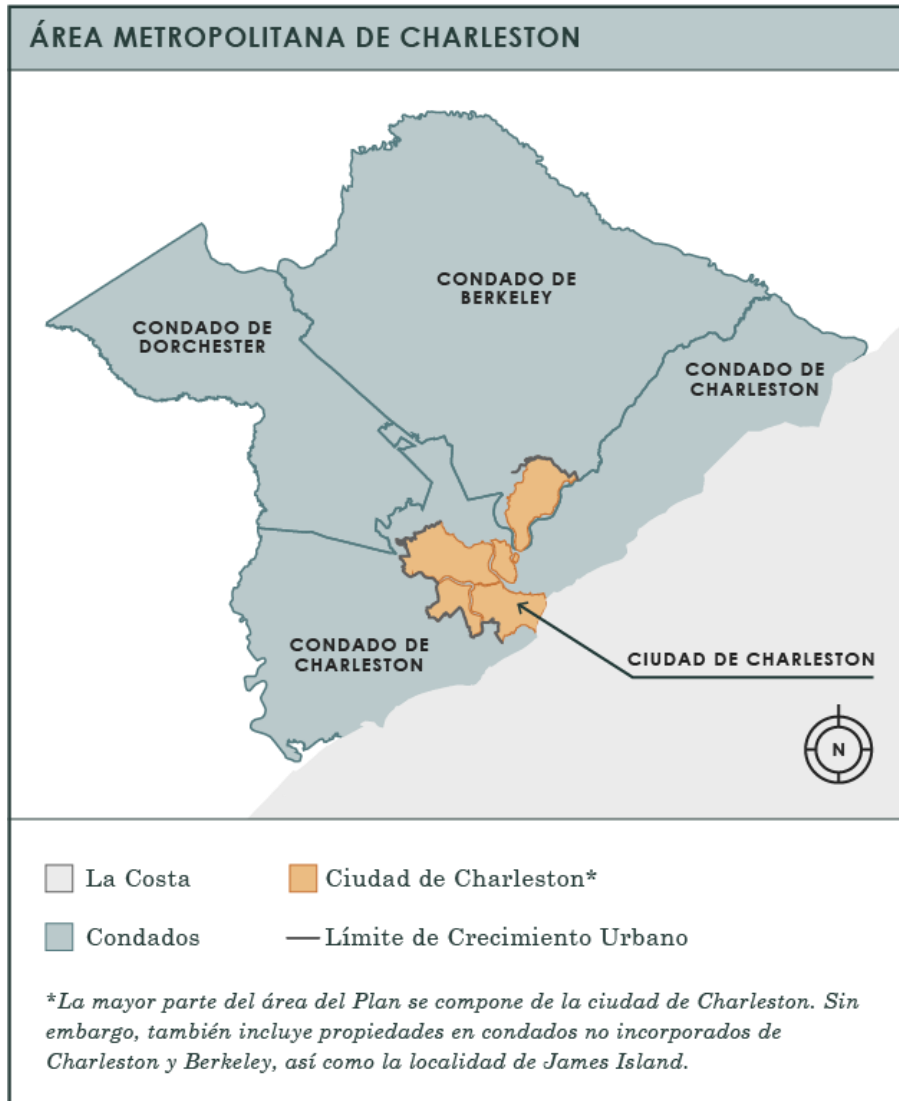 ÁREA METROPOLITANA DE CHARLESTON
CONDADO DE
BERKELEY
CONDADO DE
DORCHESTER
CONDADO DE
CHARLESTON
CONDADO DE
CHARLESTON
CIUDAD DE CHARLESTON
N
La Costa
Ciudad de Charleston*
Condados
Límite de Crecimiento Urbano
*La mayor parte del área del Plan se compone de la ciudad de Charleston. Sin
embargo, también incluye propiedades en condados no incorporados de
Charleston y Berkeley, así como la localidad de James Island.